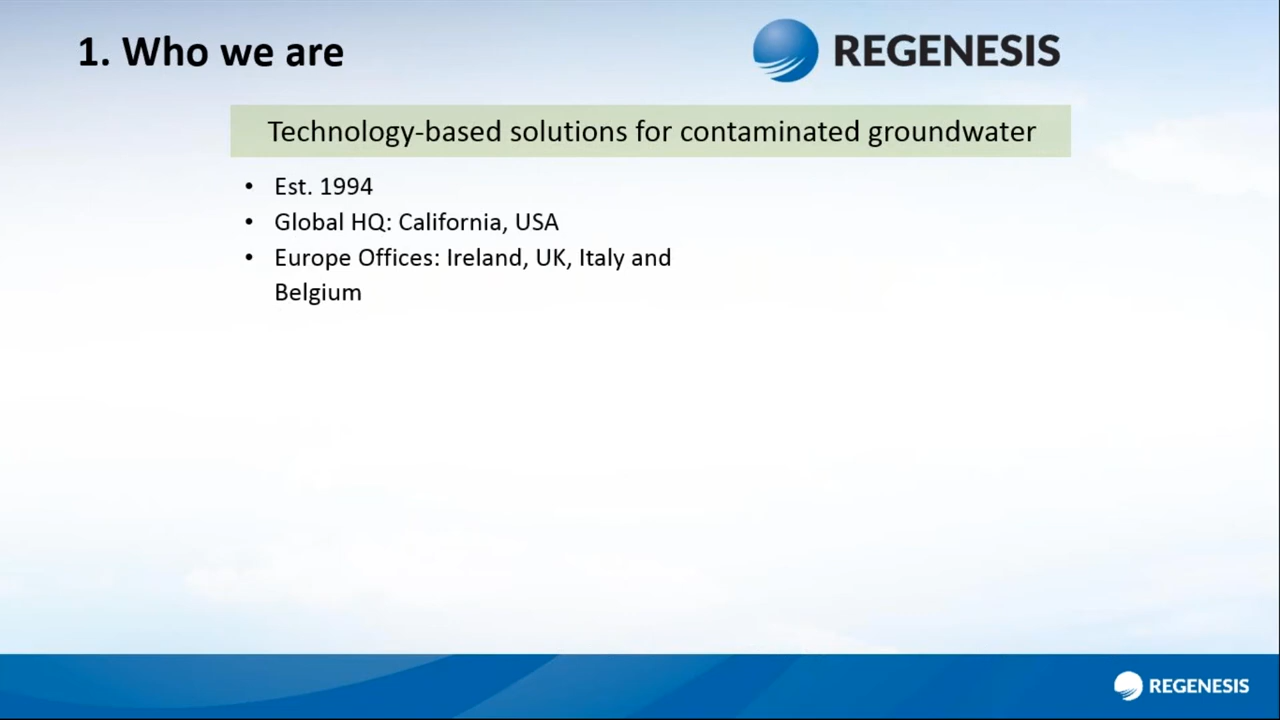 1. Who we are
REGENESIS
Technology-based solutions for contaminated groundwater
• Est. 1994
• Global HQ: California, USA
• Europe Offices: Ireland, UK, Italy and
Belgium
REGENESIS